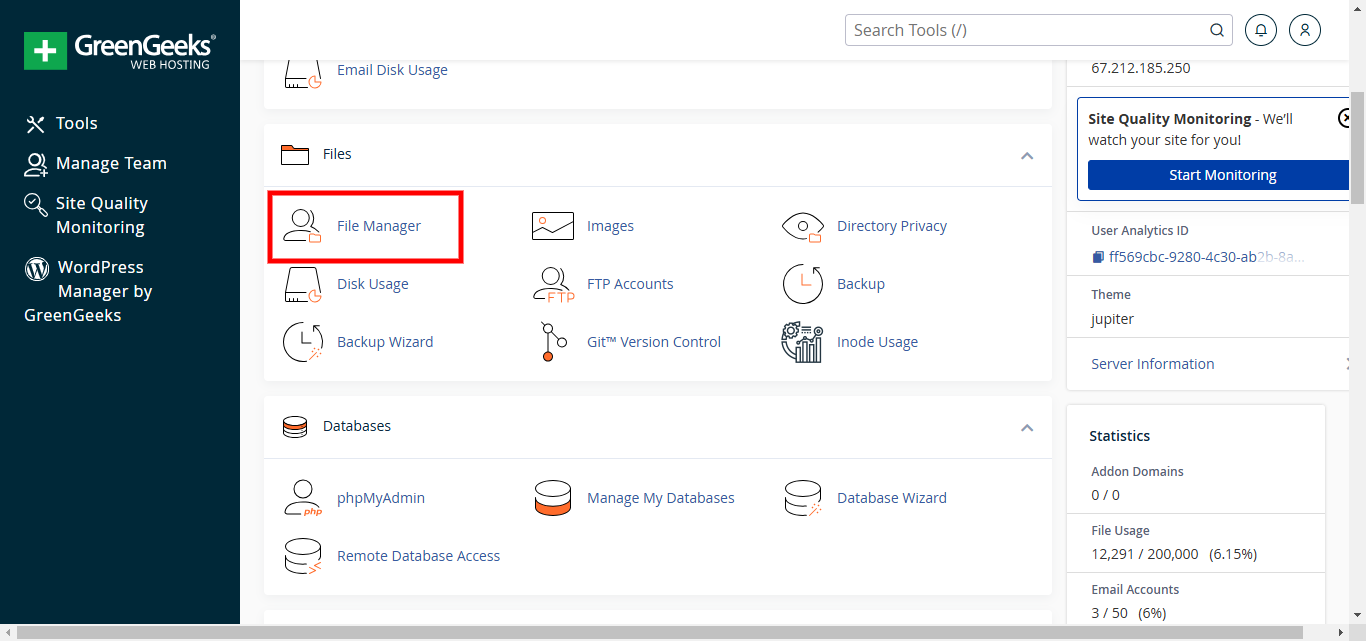 GreenGeeks®
WEB HOSTING
Tools
Manage Team
Site Quality
Monitoring
WordPress
Manager by
GreenGeeks
Search Tools (/)
Email Disk Usage
Files
File Manager
Images
Directory Privacy
Disk Usage
FTP
FTP Accounts
Backup
Backup Wizard
Git™ Version Control
Inode Usage
Databases
php
phpMyAdmin
Manage My Databases
Database Wizard
Remote Database Access
67.212.185.250
Site Quality Monitoring - We’ll
watch your site for you!
Start Monitoring
User Analytics ID
ff569cbc-9280-4c30-ab2b-8a...
Theme
jupiter
Server Information
Statistics
Addon Domains
0 / 0
File Usage
12,291 / 200,000 (6.15%)
Email Accounts
3 / 50 (6%)